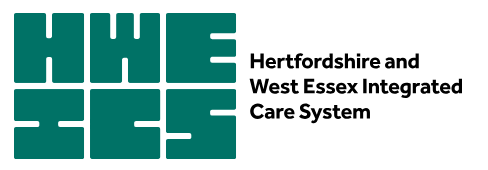 HWE
ICS
Hertfordshire and
West Essex Integrated
Care System